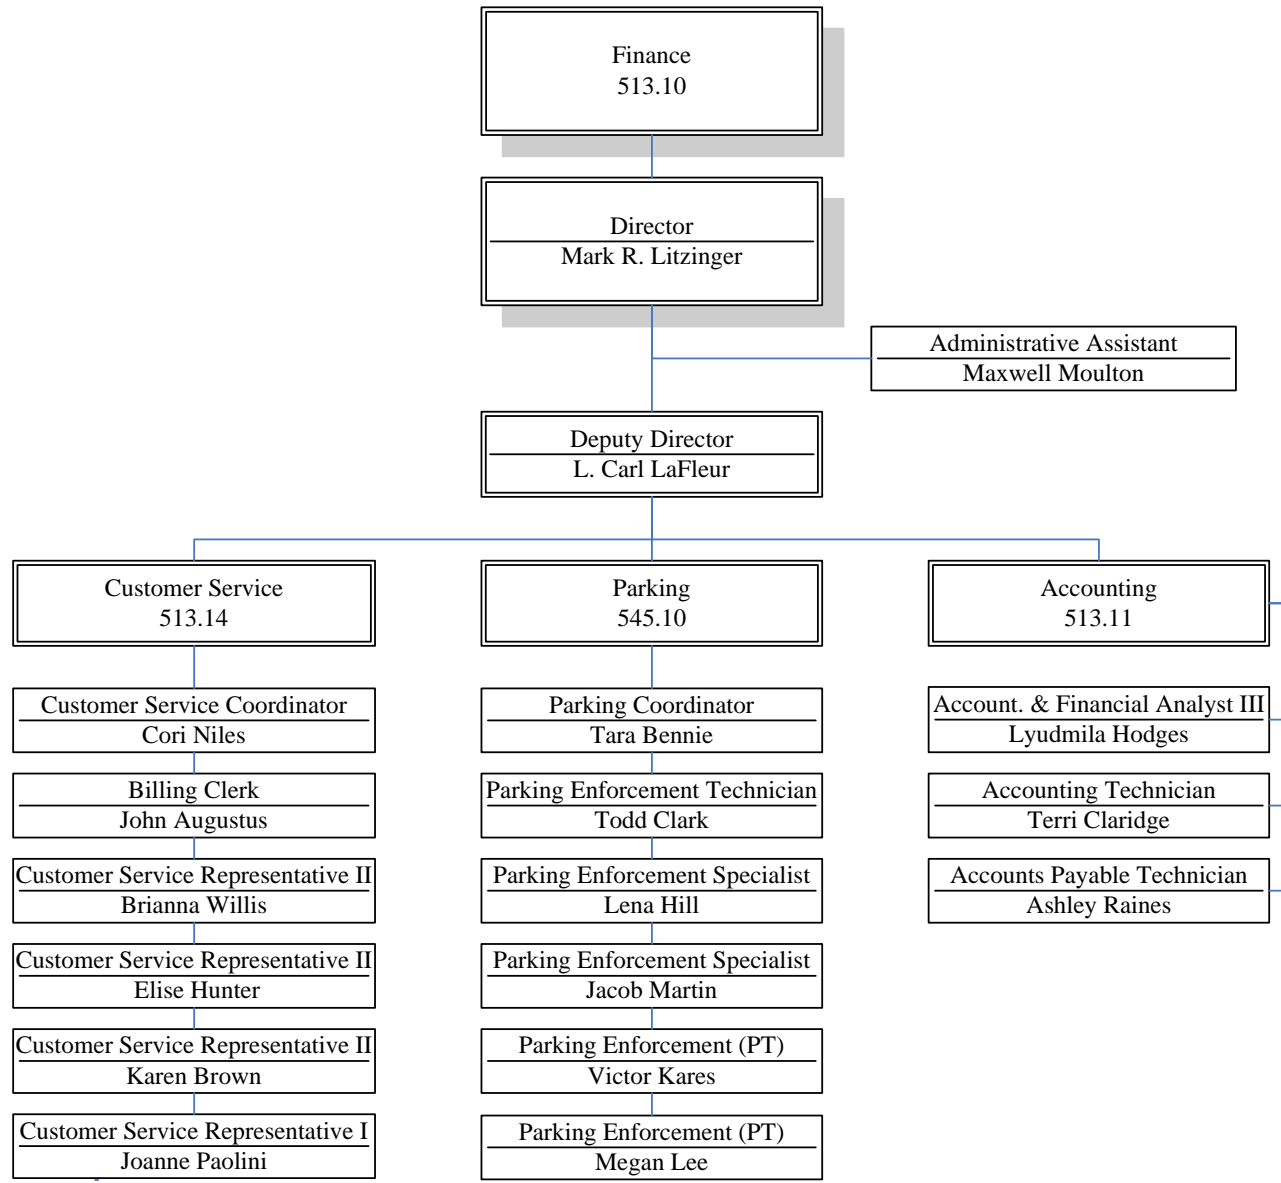 Finance
513.10
Director
Mark R. Litzinger
Administrative Assistant
Maxwell Moulton
Deputy Director
L. Carl LaFleur
Customer Service
513.14
Customer Service Coordinator
Cori Niles
Billing Clerk
John Augustus
Customer Service Representative II
Brianna Willis
Customer Service Representative II
Elise Hunter
Customer Service Representative II
Karen Brown
Customer Service Representative I
Joanne Paolini
Parking
545.10
Parking Coordinator
Tara Bennie
Parking Enforcement Technician
Todd Clark
Parking Enforcement Specialist
Lena Hill
Parking Enforcement Specialist
Jacob Martin
Parking Enforcement (PT)
Victor Kares
Parking Enforcement (PT)
Megan Lee
Accounting
513.11
Account. & Financial Analyst III
Lyudmila Hodges
Accounting Technician
Terri Claridge
Accounts Payable Technician
Ashley Raines